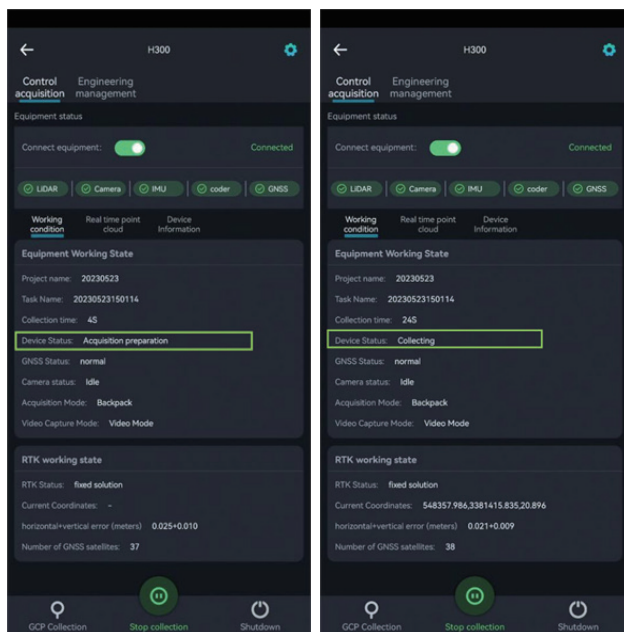 H300
Control acquisition
Engineering management
Equipment status
Connect equipment:
Connected
LiDAR
Camera
IMU
coder
GNSS
Working condition
Real time point cloud
Device Information
Equipment Working State
Project name: 20230523
Task Name: 20230523150114
Collection time: 4S
Device Status: Acquisition preparation
GNSS Status: normal
Camera status: Idle
Acquisition Mode: Backpack
Video Capture Mode: Video Mode
RTK working state
RTK Status: fixed solution
Current Coordinates: -
horizontal+vertical error (meters) 0.025+0.010
Number of GNSS satellites: 37
GCP Collection
Stop collection
Shutdown
H300
Control acquisition
Engineering management
Equipment status
Connect equipment:
Connected
LiDAR
Camera
IMU
coder
GNSS
Working condition
Real time point cloud
Device Information
Equipment Working State
Project name: 20230523
Task Name: 20230523150114
Collection time: 24S
Device Status: Collecting
GNSS Status: normal
Camera status: Idle
Acquisition Mode: Backpack
Video Capture Mode: Video Mode
RTK working state
RTK Status: fixed solution
Current Coordinates: 548357.986,3381415.835,20.896
horizontal+vertical error (meters) 0.021+0.009
Number of GNSS satellites: 38
GCP Collection
Stop collection
Shutdown